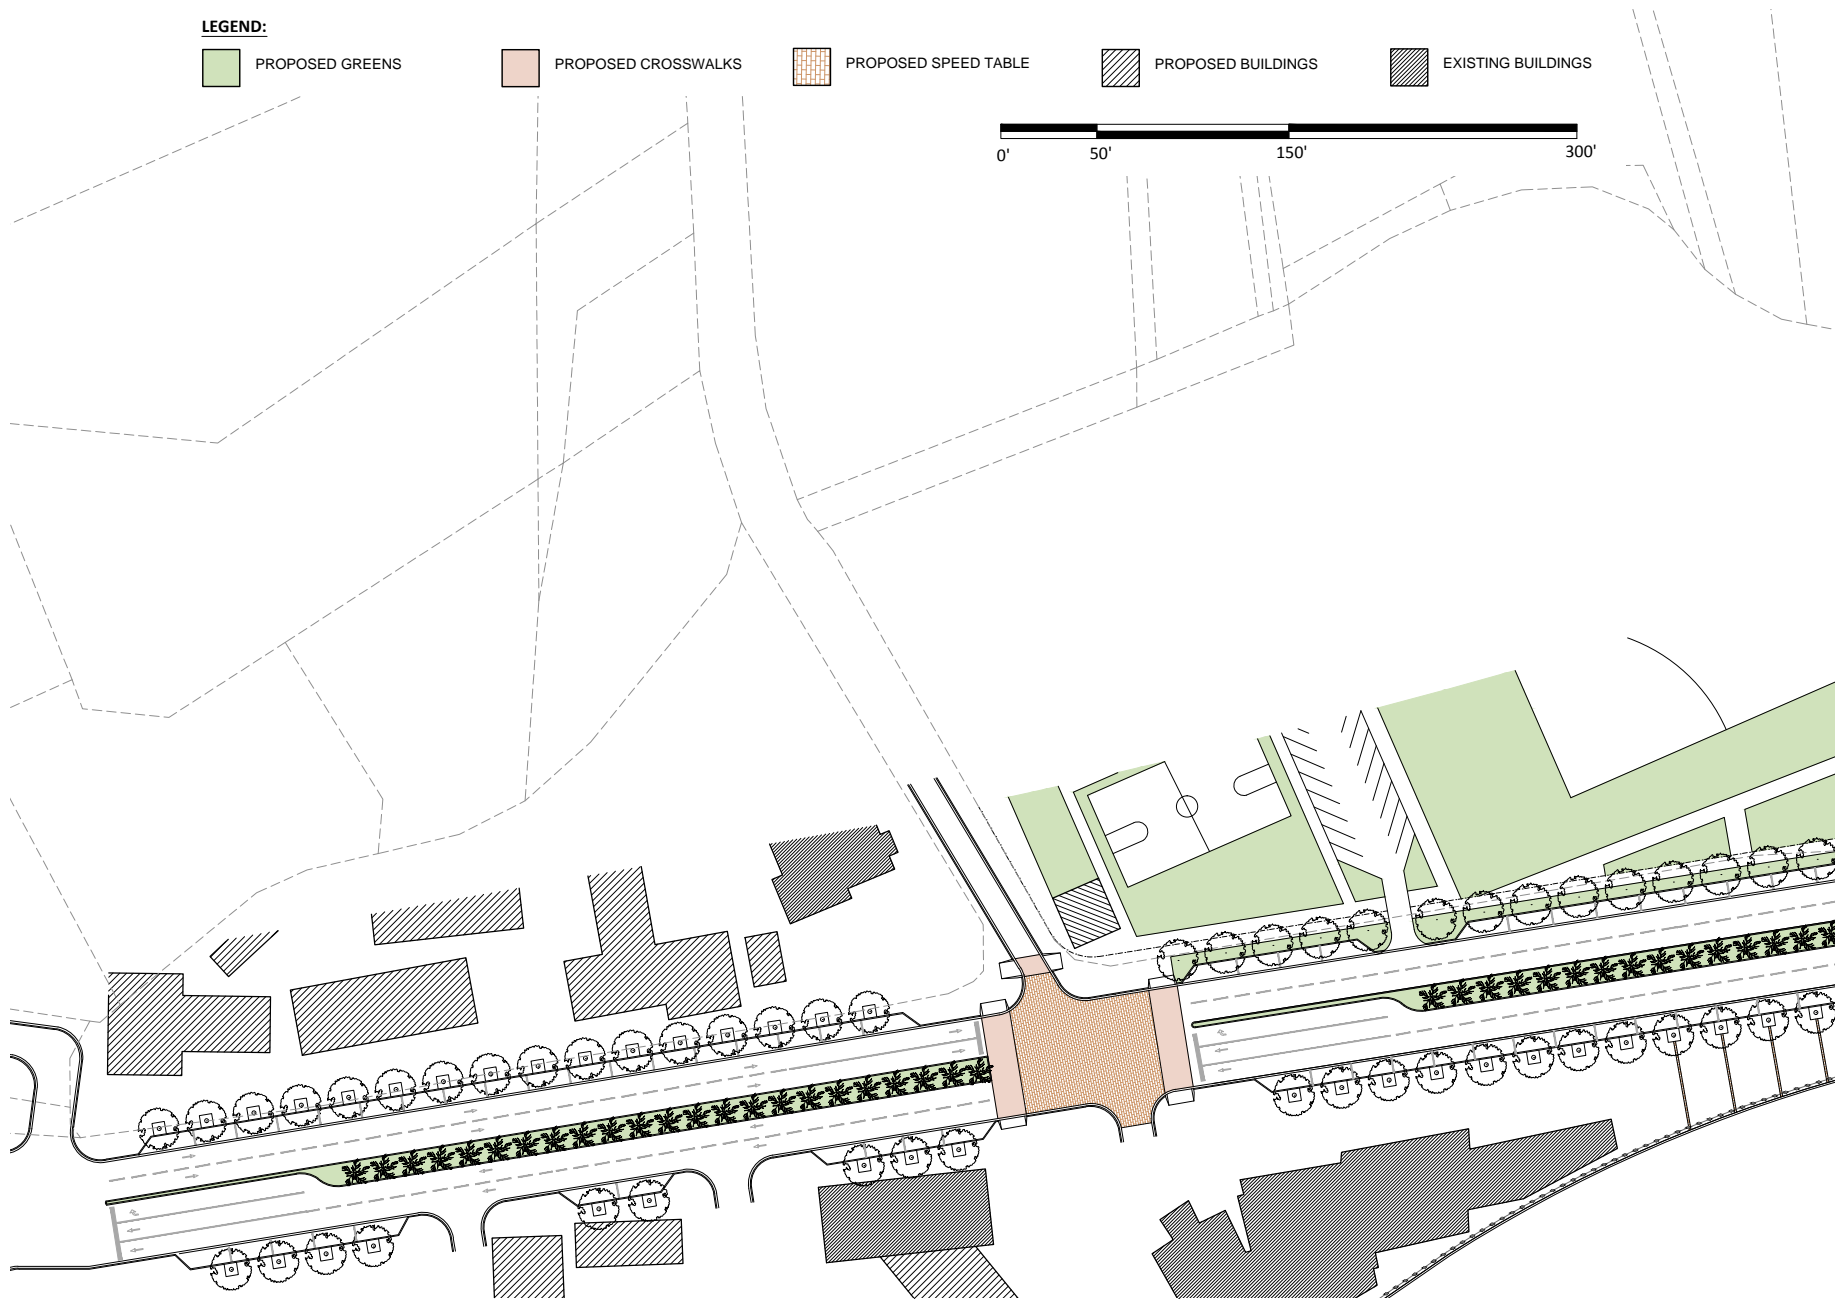 LEGEND:
PROPOSED GREENS PROPOSED CROSSWALKS PROPOSED SPEED TABLE PROPOSED BUILDINGS EXISTING BUILDINGS
0' 50' 150' 300'